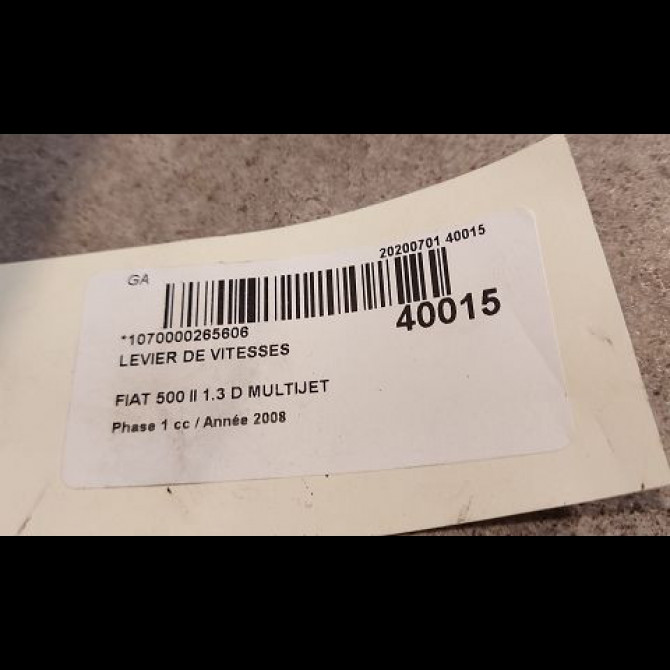 20200701 40015
GA
40015
*1070000265606
LEVIER DE VITESSES
FIAT 500 II 1.3 D MULTIJET
Phase 1 cc / Année 2008